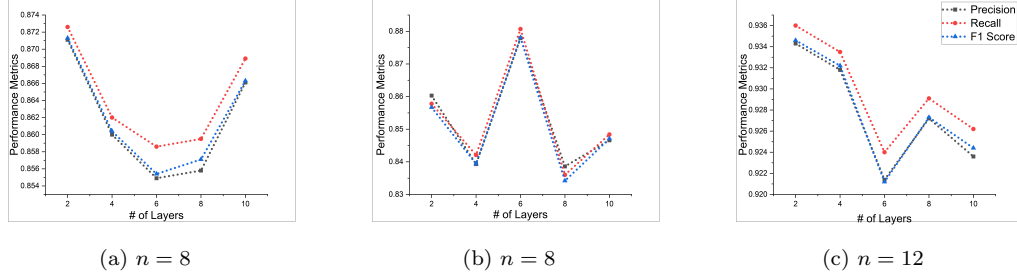 0.874
0.872
0.870
0.868
0.866
0.864
0.862
0.860
0.858
0.856
0.854
Performance Metrics
2 4 6 8 10
# of Layers
(a) n = 8
0.88
0.87
0.86
0.85
0.84
0.83
Performance Metrics
2 4 6 8 10
# of Layers
(b) n = 8
Precision
Recall
F1 Score
0.936
0.934
0.932
0.930
0.928
0.926
0.924
0.922
0.920
Performance Metrics
2 4 6 8 10
# of Layers
(c) n = 12